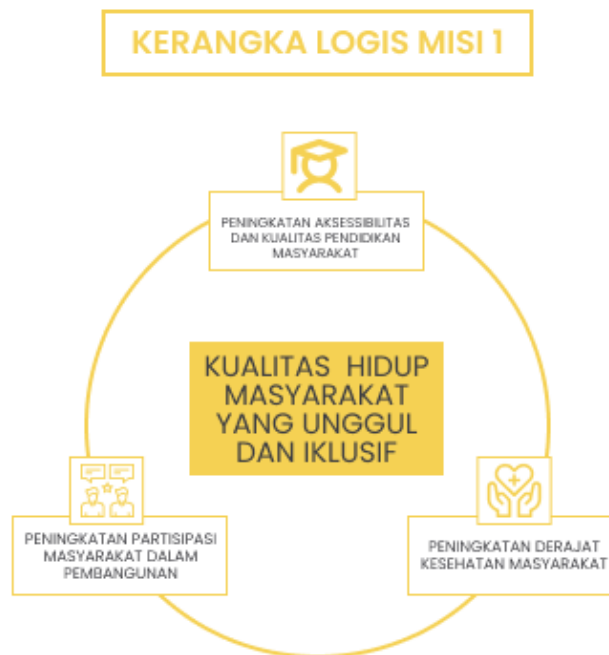 KERANGKA LOGIS MISI 1
PENINGKATAN AKSESSIBILITAS
DAN KUALITAS PENDIDIKAN
MASYARAKAT
KUALITAS HIDUP
MASYARAKAT
YANG UNGGUL
DAN IKLUSIF
PENINGKATAN PARTISIPASI
MASYARAKAT DALAM
PEMBANGUNAN
PENINGKATAN DERAJAT
KESEHATAN MASYARAKAT